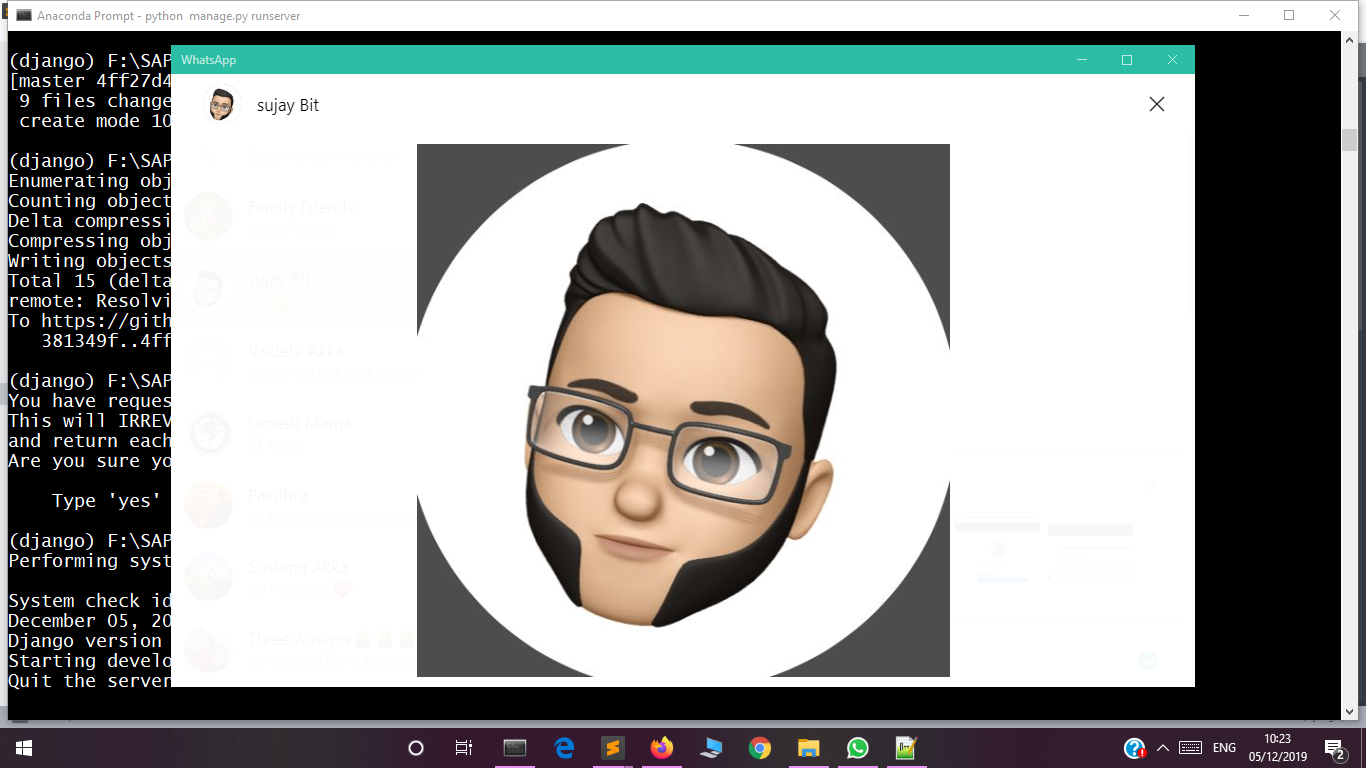 Anaconda Prompt - python manage.py runserver
(django) F:\SAP
[master 4ff27d4
9 files change
create mode 10
(django) F:\SAP
Enumerating obj
Counting object
Delta compressi
Compressing obj
Writing objects
Total 15 (delta
remote: Resolvi
To https://gith
381349f..4ff
(django) F:\SAP
You have reques
This will IRREV
and return each
Are you sure yo
Type 'yes'
(django) F:\SAP
Performing syst
System check id
December 05, 20
Django version
Starting develo
Quit the server
WhatsApp
sujay Bit
Family Friends
sujay Bit
Vaidehi Akka
Umesh Mama
Audio
Pavithra
Sushma Akka
Thank you
Three Amigos
ENG
10:23
05/12/2019
2